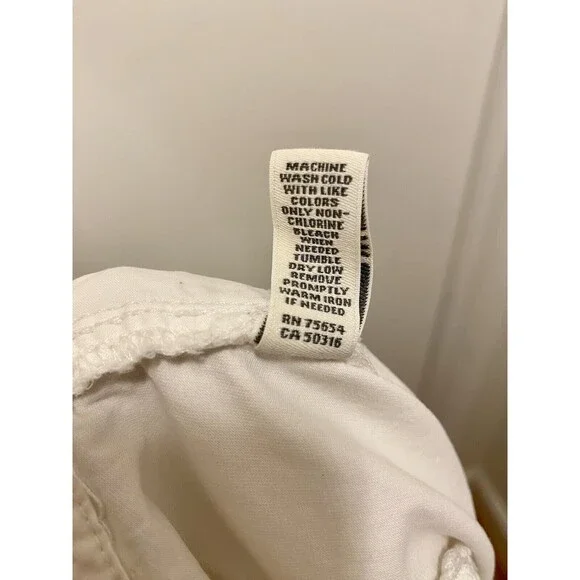 MACHINE
WASH COLD
WITH LIKE
COLORS
ONLY NON-
CHLORINE
BLEACH
WHEN
NEEDED
TUMBLE
DRY LOW
REMOVE
PROMPTLY
WARM IRON
IF NEEDED
RN 75654
CA 50316